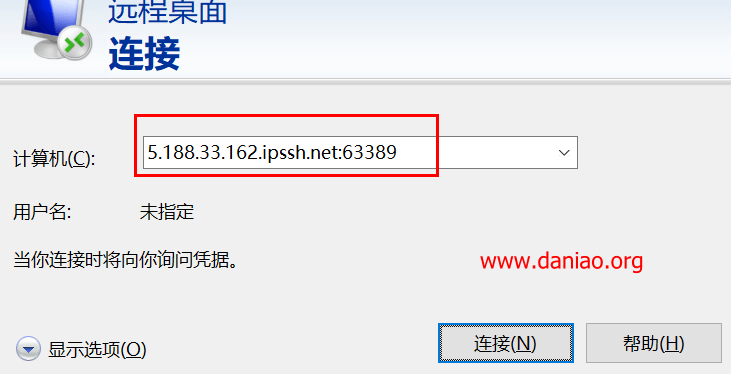 远程桌面
连接
计算机(C):
5.188.33.162.ipssh.net:63389
用户名:
未指定
当你连接时将向你询问凭据。
www.daniao.org
显示选项(O)
连接(N)
帮助(H)